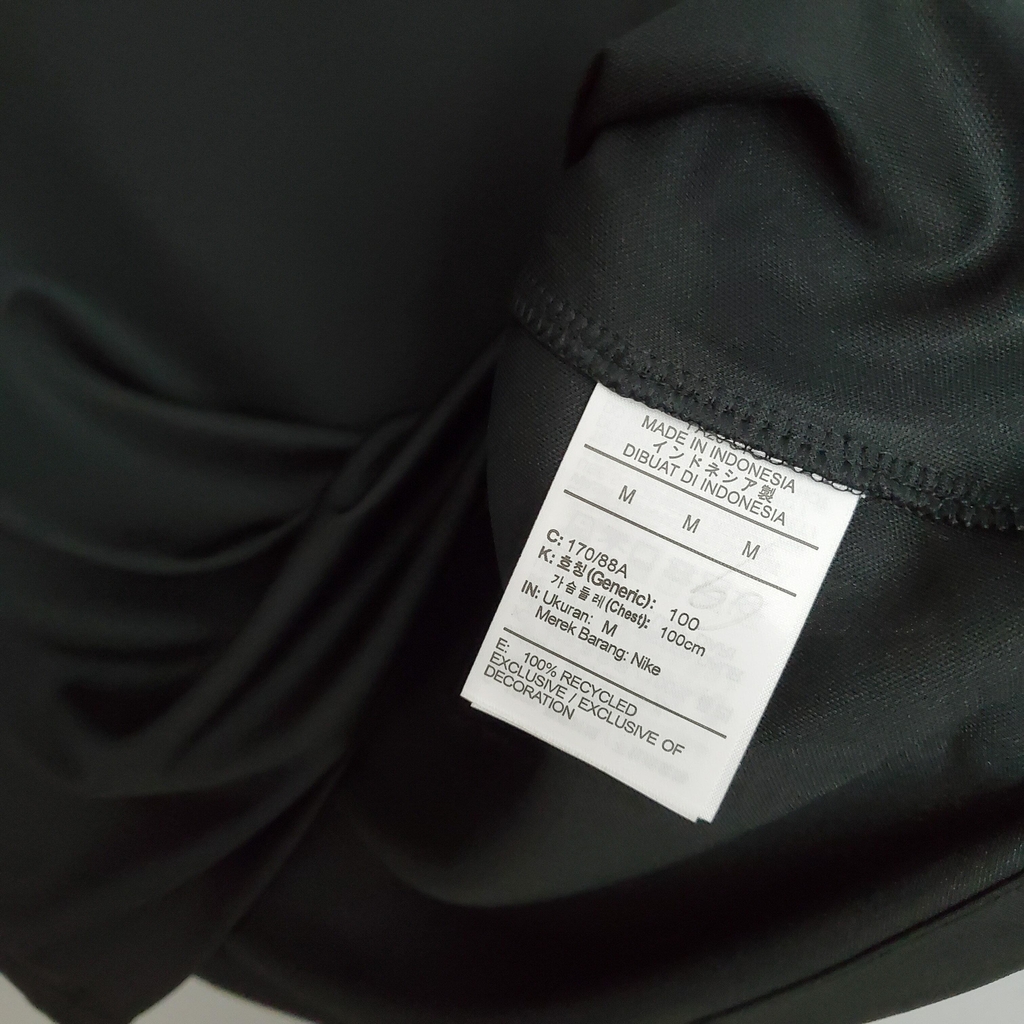 MADE IN INDONESIA
インドネシア製
DIBUAT DI INDONESIA
M M M
C: 170/88A
K: 호칭(Generic): 100
가슴둘레(Chest): 100cm
IN: Ukuran: M
Merek Barang: Nike
E: 100% RECYCLED
EXCLUSIVE / EXCLUSIVE OF
DECORATION